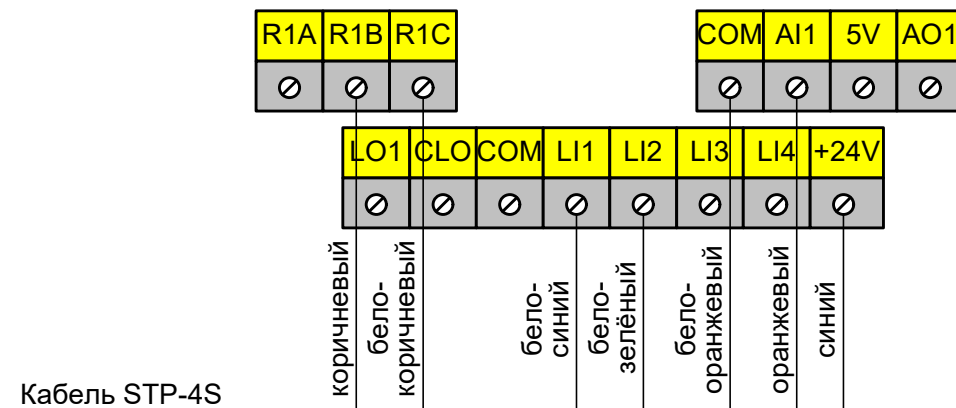 R1A R1B R1C COM AI1 5V AO1
LO1 CLO COM LI1 LI2 LI3 LI4 +24V
коричневый
бело-
коричневый
бело-
синий
бело-
зелёный
бело-
оранжевый
оранжевый
синий
Кабель STP-4S